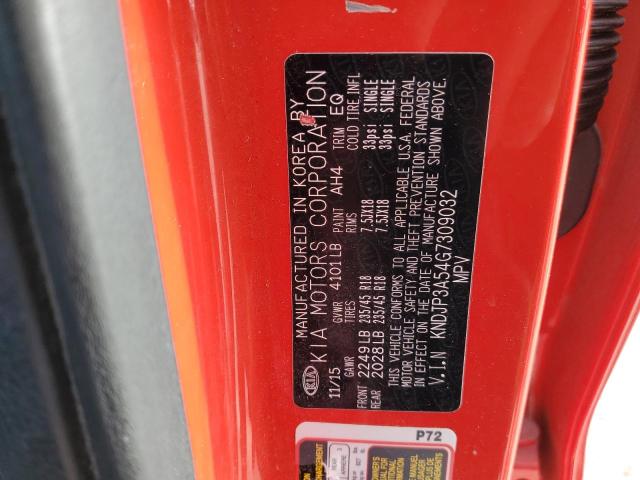 KIA
MANUFACTURED IN KOREA BY
KIA MOTORS CORPORATION
11/15 GVWR 4101LB PAINT AH4 TRIM EQ
GAWR TIRES RIMS COLD TIRE INFL
FRONT 2249LB 235/45 R18 7.5JX18 33psi SINGLE
REAR 2028LB 235/45 R18 7.5JX18 33psi SINGLE
THIS VEHICLE CONFORMS TO ALL APPLICABLE U.S.A. FEDERAL
MOTOR VEHICLE SAFETY AND THEFT PREVENTION STANDARDS
IN EFFECT ON THE DATE OF MANUFACTURE SHOWN ABOVE.
V.I.N KNDJP3A54G7309032
MPV
P72